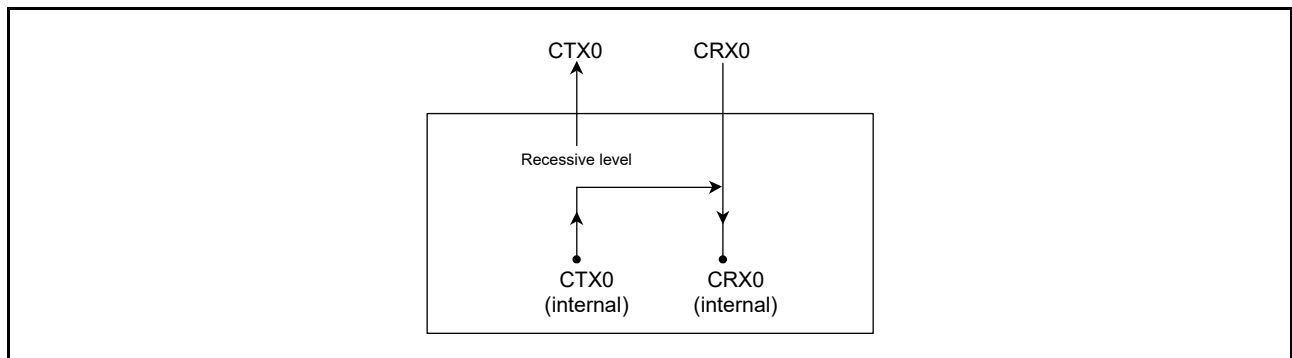 CTX0 CRX0
Recessive level
CTX0 CRX0
(internal) (internal)